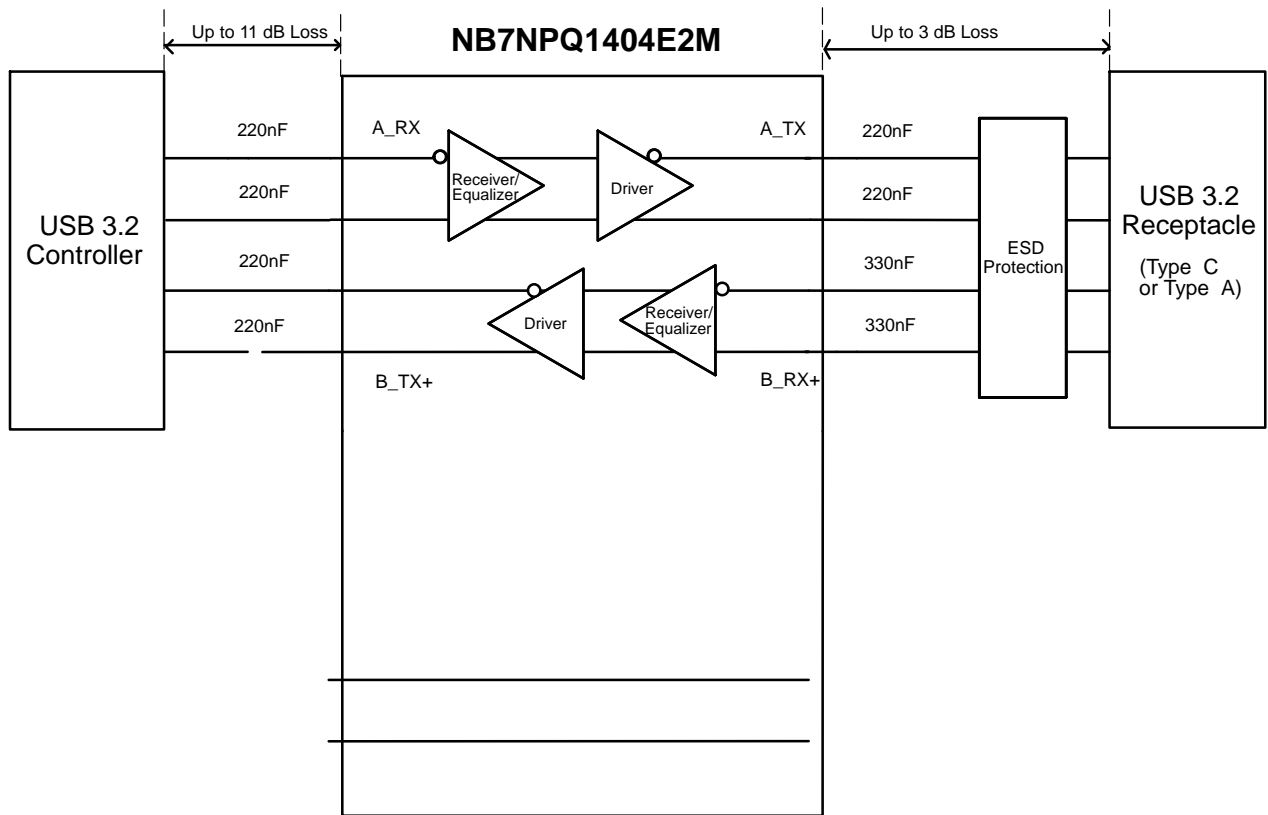 Up to 11 dB Loss
NB7NPQ1404E2M
Up to 3 dB Loss
220nF
A_RX
A_TX
220nF
Receiver/
Equalizer
Driver
220nF
220nF
USB 3.2
Controller
USB 3.2
Receptacle
(Type C
or Type A)
ESD
Protection
220nF
330nF
Driver
Receiver/
Equalizer
220nF
330nF
B_TX+
B_RX+